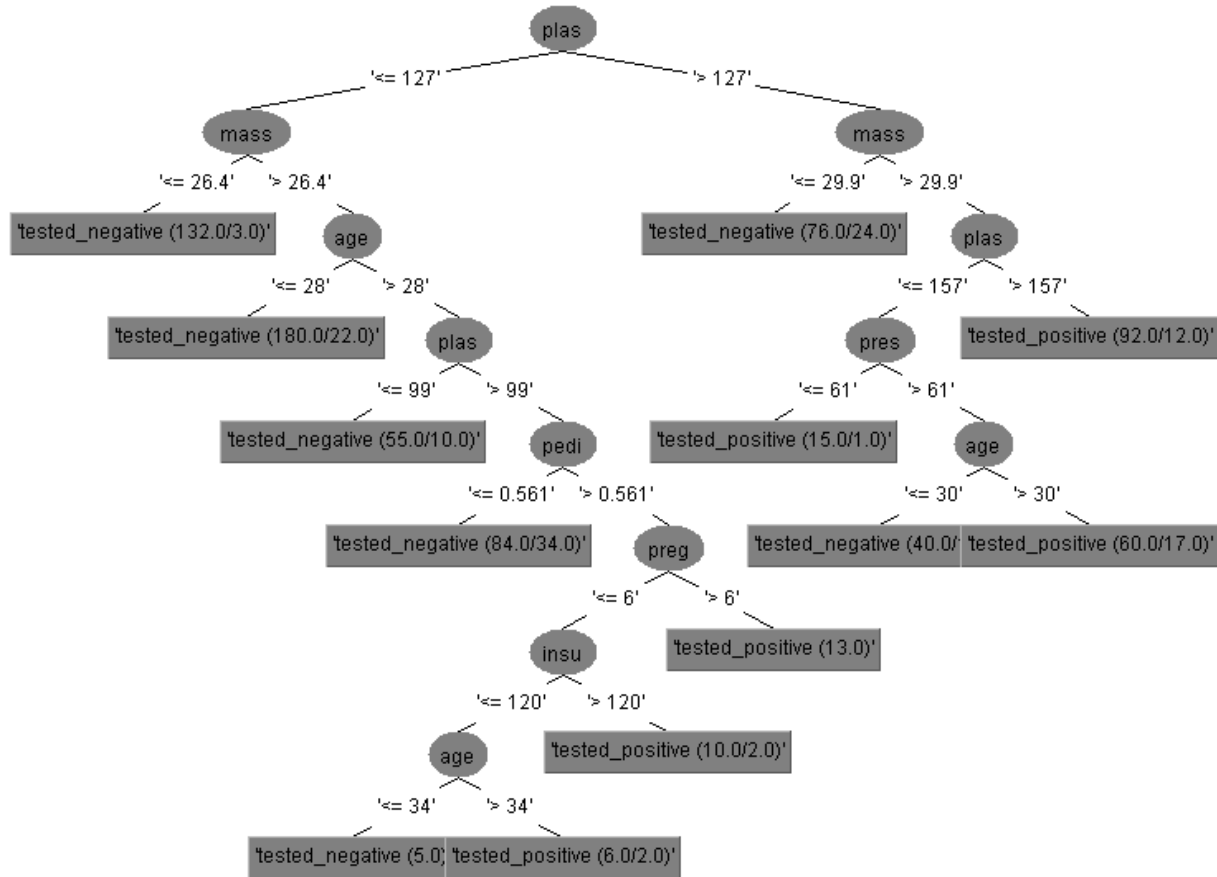 plas
'<= 127' '> 127'
mass mass
'<= 26.4' '> 26.4' '<= 29.9' '> 29.9'
'tested_negative (132.0/3.0)' age 'tested_negative (76.0/24.0)' plas
'<= 28' '> 28' '<= 157' '> 157'
'tested_negative (180.0/22.0)' plas pres 'tested_positive (92.0/12.0)'
'<= 99' '> 99' '<= 61' '> 61'
'tested_negative (55.0/10.0)' pedi 'tested_positive (15.0/1.0)' age
'<= 0.561' '> 0.561' '<= 30' '> 30'
'tested_negative (84.0/34.0)' preg 'tested_negative (40.0/ 'tested_positive (60.0/17.0)'
'<= 6' '> 6'
insu 'tested_positive (13.0)'
'<= 120' '> 120'
age 'tested_positive (10.0/2.0)'
'<= 34' '> 34'
'tested_negative (5.0) 'tested_positive (6.0/2.0)'